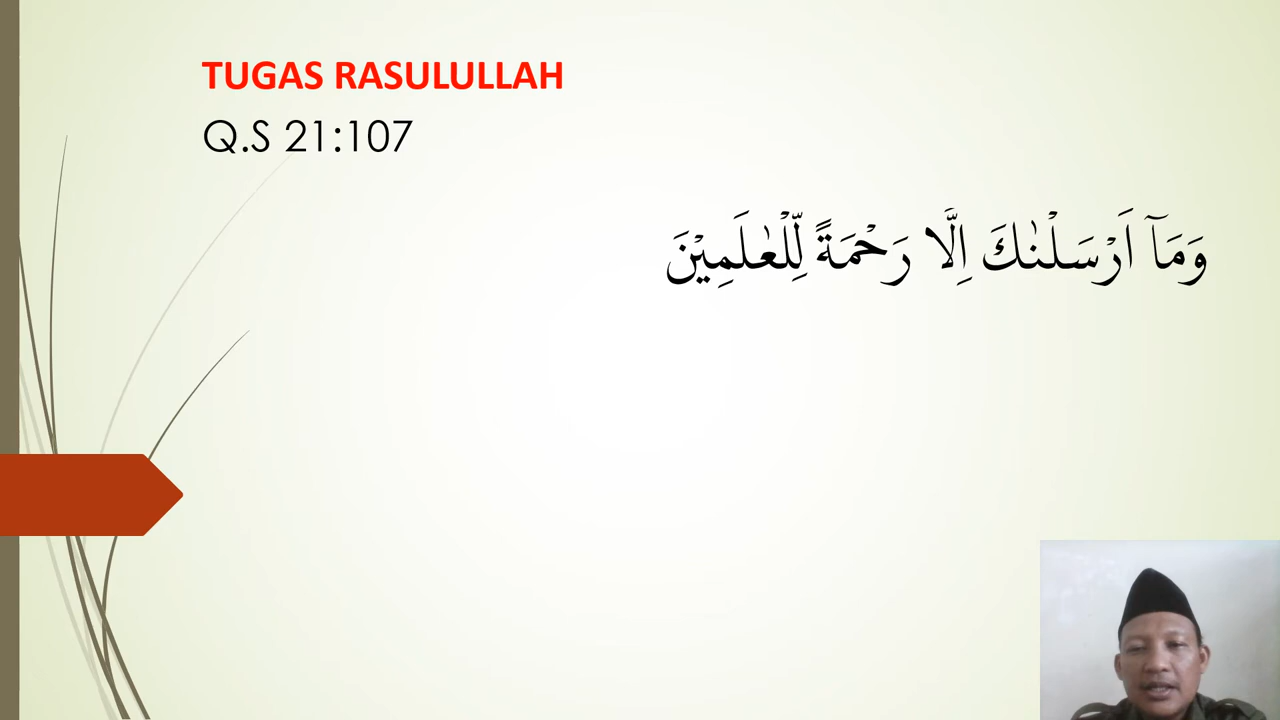 TUGAS RASULULLAH
Q.S 21:107
وَمَآ اَرْسَلْنٰكَ اِلَّا رَحْمَةً لِّلْعٰلَمِيْنَ